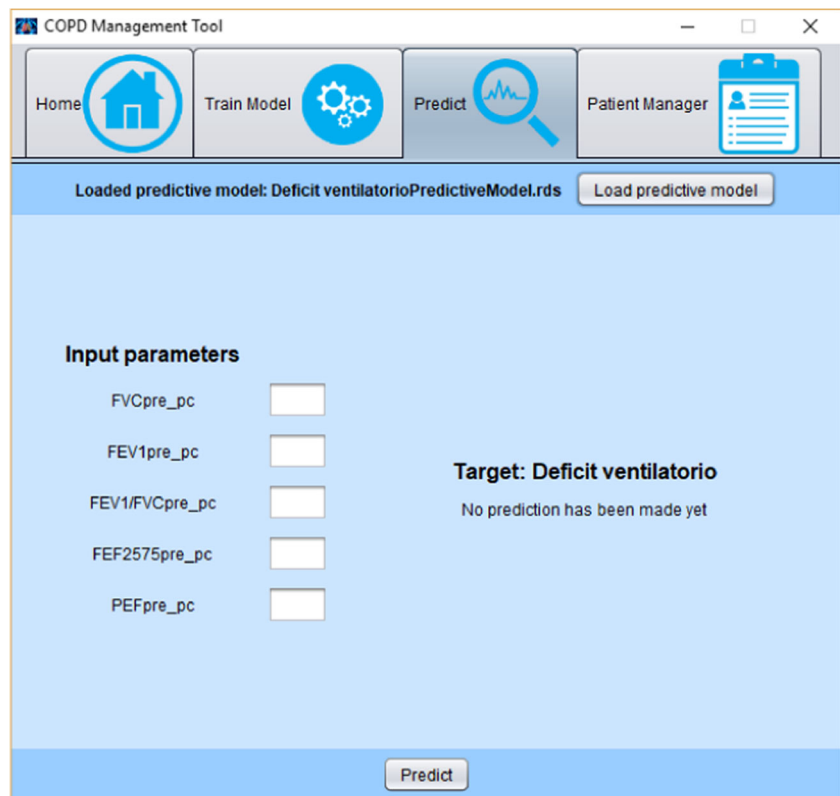 COPD Management Tool
Home
Train Model
Predict
Patient Manager
Loaded predictive model: Deficit ventilatorioPredictiveModel.rds
Load predictive model
Input parameters
FVCpre_pc
FEV1pre_pc
FEV1/FVCpre_pc
FEF2575pre_pc
PEFpre_pc
Target: Deficit ventilatorio
No prediction has been made yet
Predict